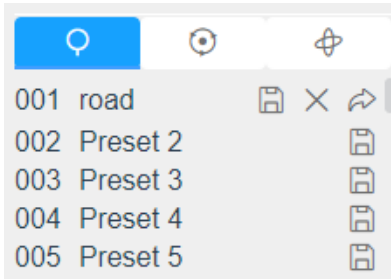 001 road
002 Preset 2
003 Preset 3
004 Preset 4
005 Preset 5